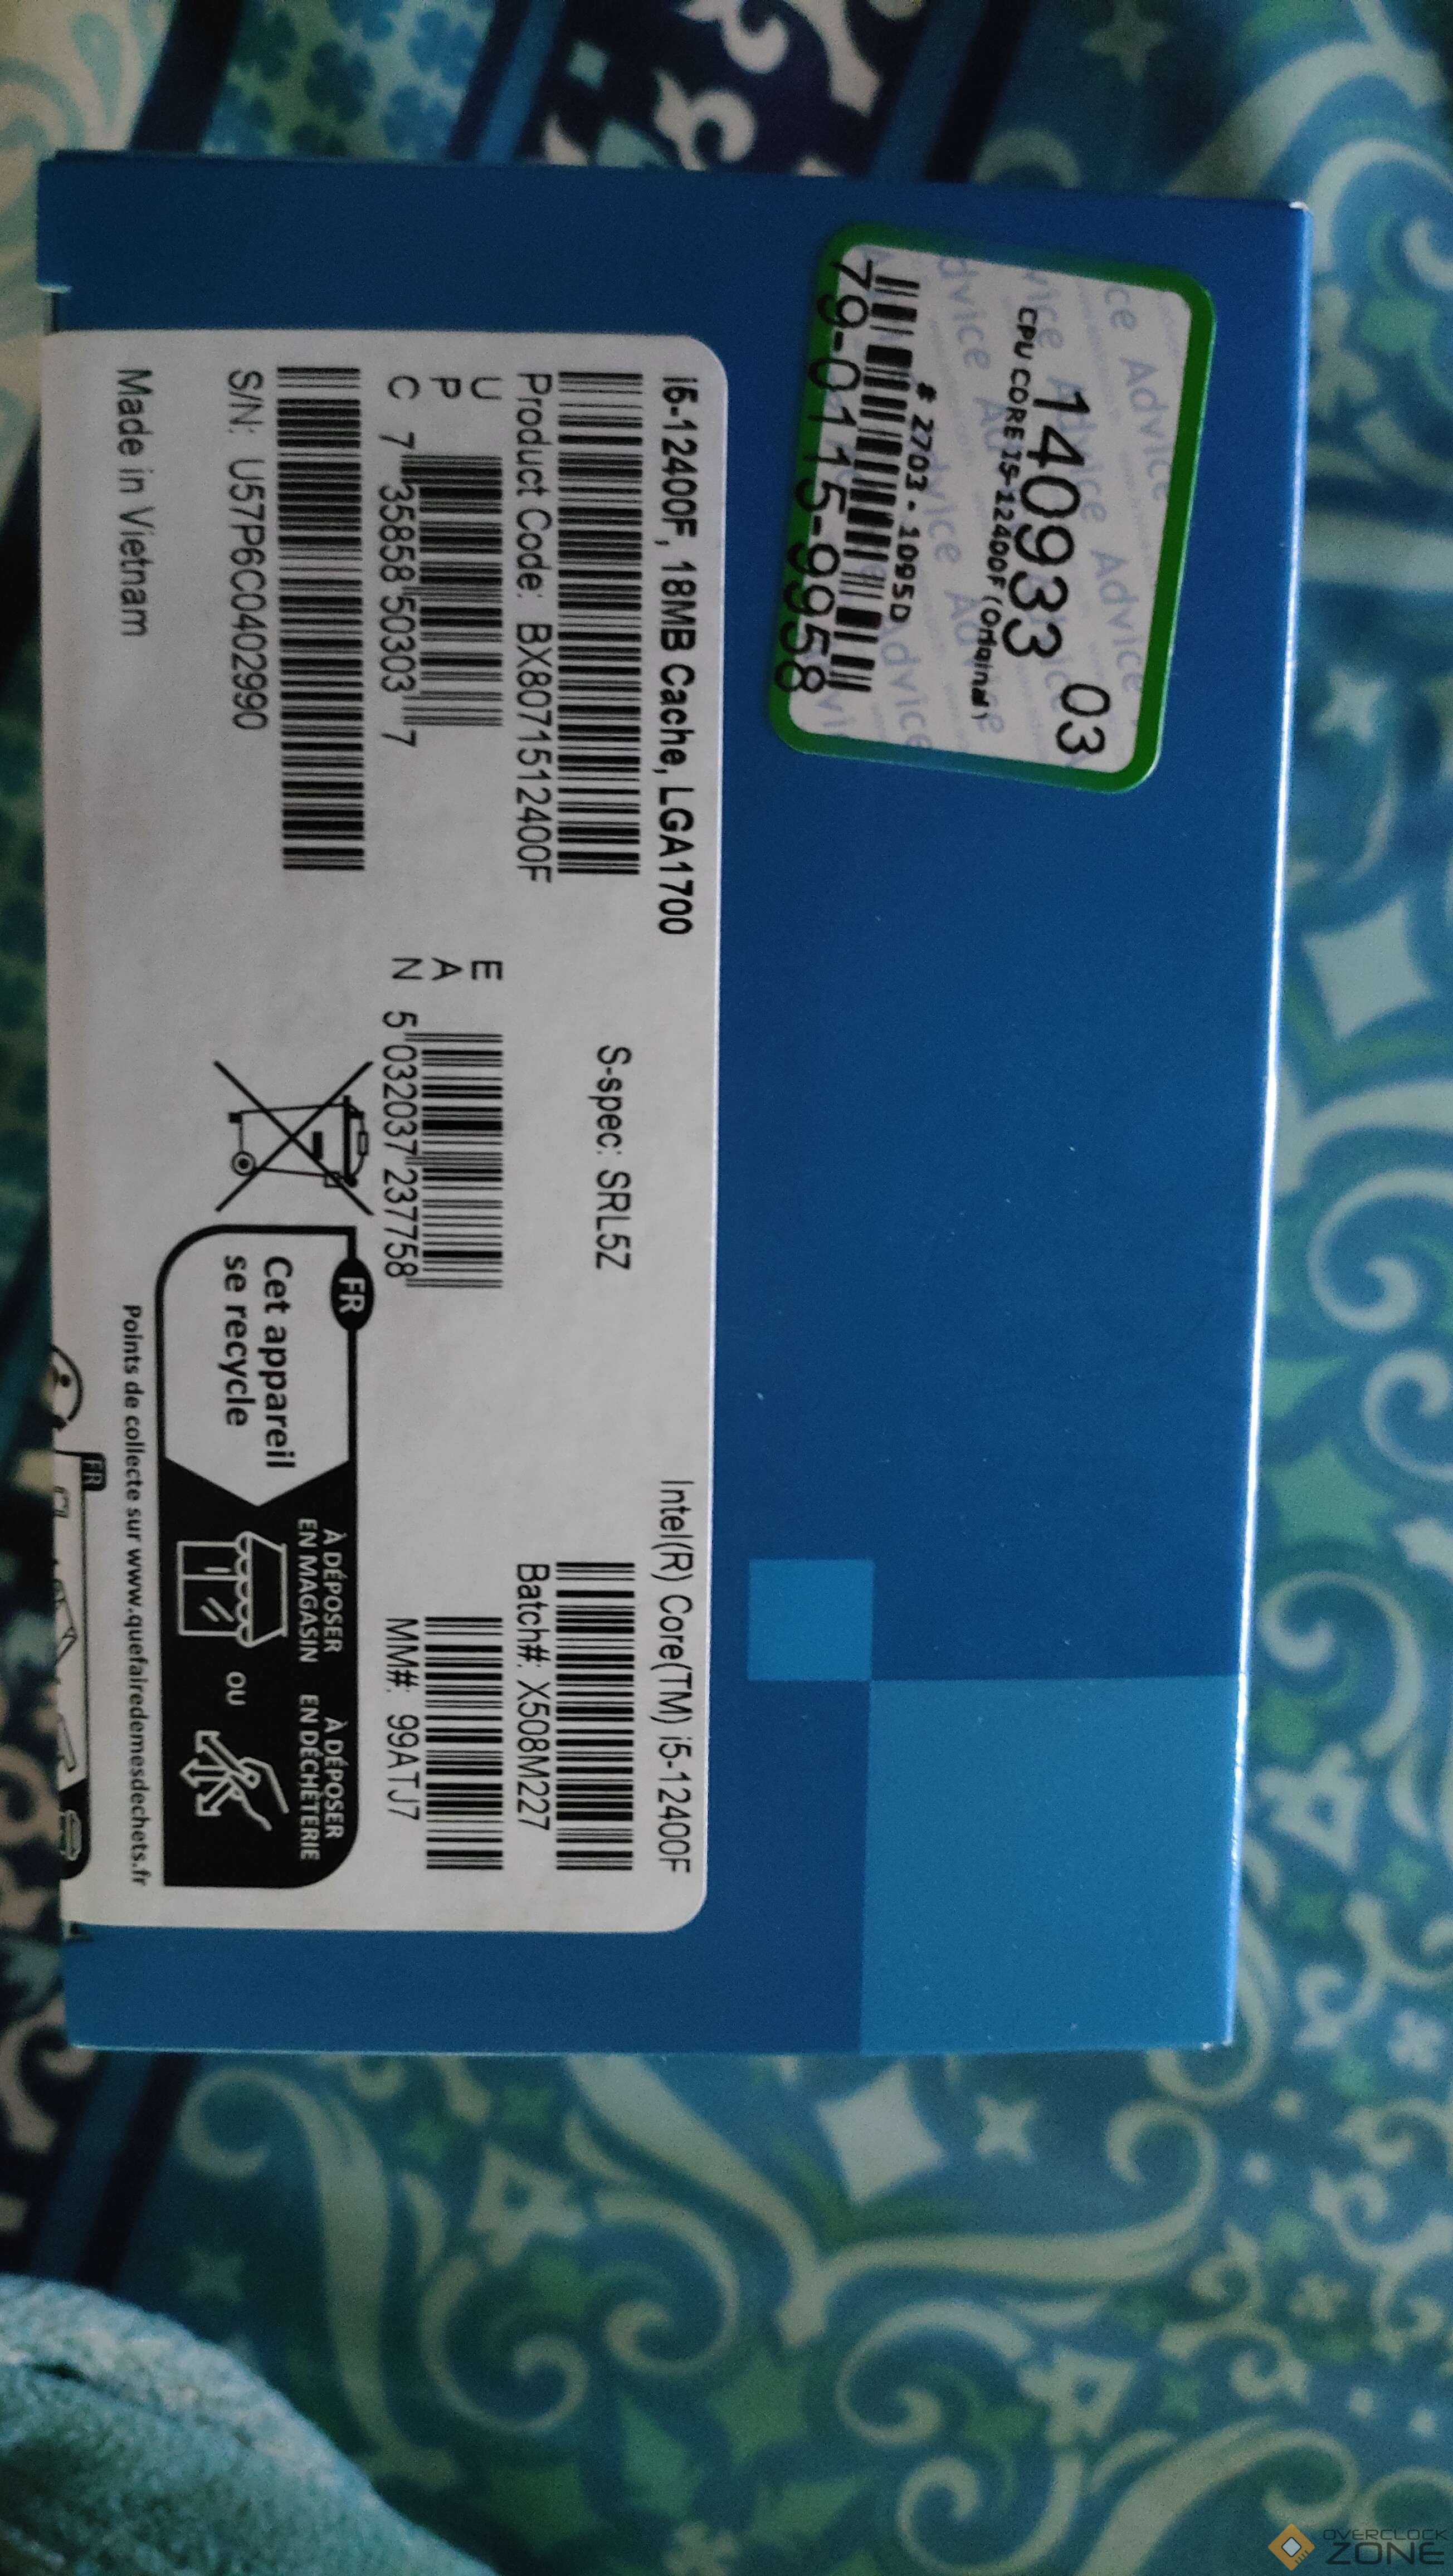 140933 03
CPU CORE I5-12400F (Original)
# 2703 - 1095D
79-0115-9958
i5-12400F, 18MB Cache, LGA1700
Intel(R) Core(TM) i5-12400F
S-spec: SRL5Z
Product Code: BX8071512400F
Batch#: X508M227
UPC 7 35858 50303 7
EAN 5 032037 237758
MM#: 99ATJ7
S/N: U57P6C0402990
Made in Vietnam
FR
Cet appareil
se recycle
À DÉPOSER
EN MAGASIN
OU
À DÉPOSER
EN DÉCHÈTERIE
Points de collecte sur www.quefairedemesdechets.fr
FR
OVERCLOCK
ZONE